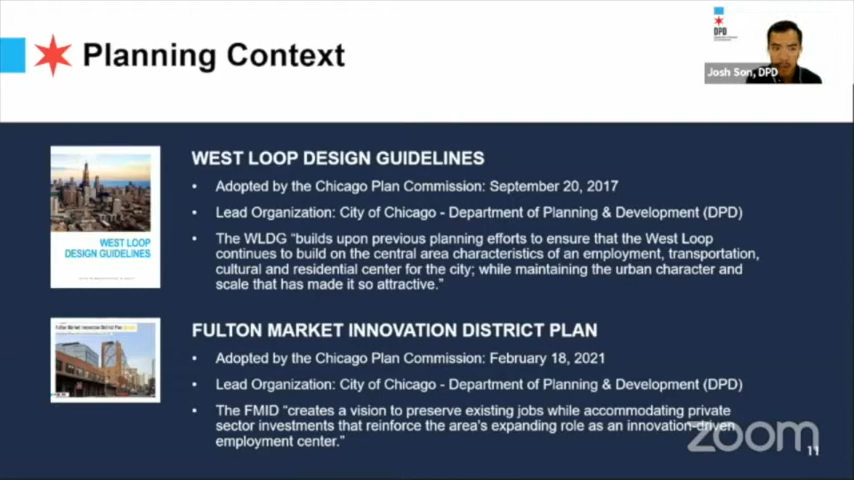 Planning Context
DPD
Josh Son, DPD
WEST LOOP DESIGN GUIDELINES
• Adopted by the Chicago Plan Commission: September 20, 2017
• Lead Organization: City of Chicago - Department of Planning & Development (DPD)
• The WLDG “builds upon previous planning efforts to ensure that the West Loop
continues to build on the central area characteristics of an employment, transportation,
cultural and residential center for the city; while maintaining the urban character and
scale that has made it so attractive.”
WEST LOOP
DESIGN GUIDELINES
FULTON MARKET INNOVATION DISTRICT PLAN
• Adopted by the Chicago Plan Commission: February 18, 2021
• Lead Organization: City of Chicago - Department of Planning & Development (DPD)
• The FMID “creates a vision to preserve existing jobs while accommodating private
sector investments that reinforce the area's expanding role as an innovation-driven
employment center.”
Fulton Market Innovation District Plan
zoom
11